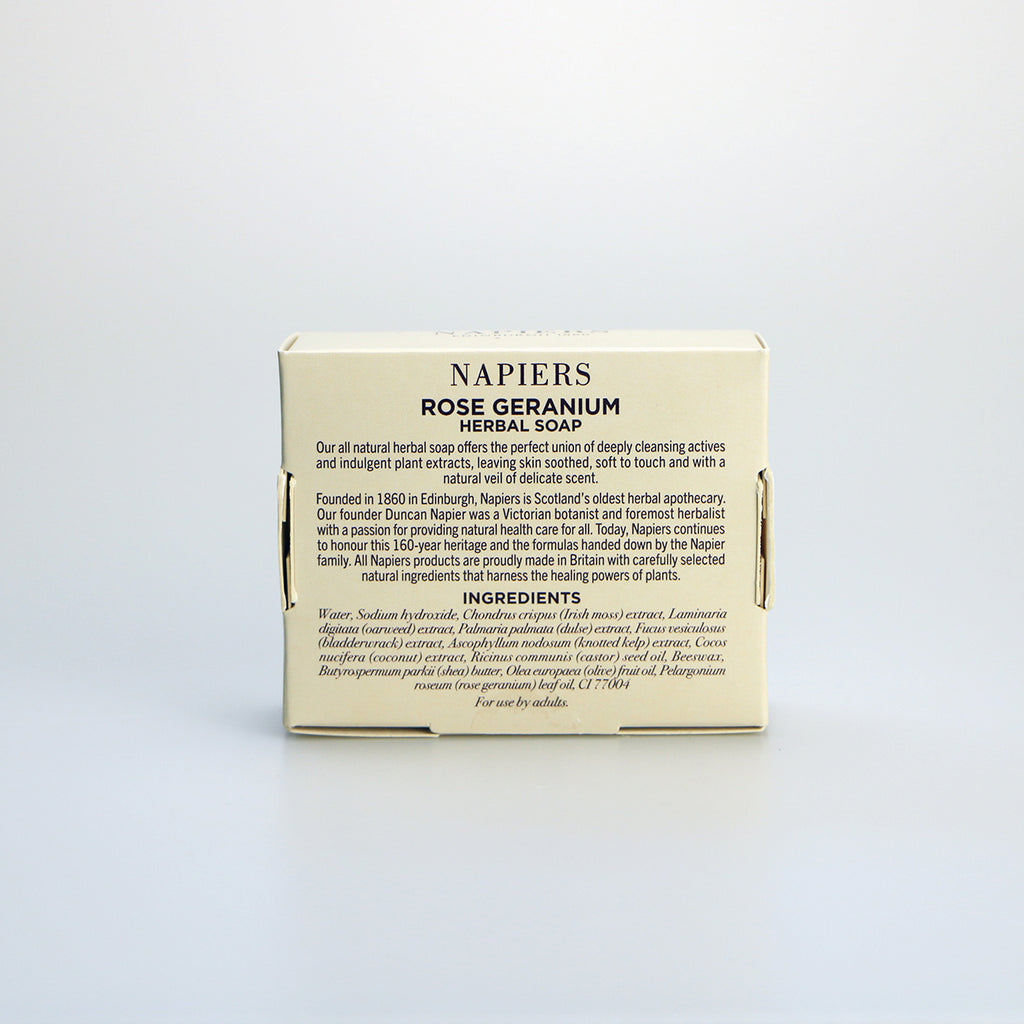 NAPIERS
NAPIERS
ROSE GERANIUM
HERBAL SOAP
Our all natural herbal soap offers the perfect union of deeply cleansing actives
and indulgent plant extracts, leaving skin soothed, soft to touch and with a
natural veil of delicate scent.
Founded in 1860 in Edinburgh, Napiers is Scotland's oldest herbal apothecary.
Our founder Duncan Napier was a Victorian botanist and foremost herbalist
with a passion for providing natural health care for all. Today, Napiers continues
to honour this 160-year heritage and the formulas handed down by the Napier
family. All Napiers products are proudly made in Britain with carefully selected
natural ingredients that harness the healing powers of plants.
INGREDIENTS
Water, Sodium hydroxide, Chondrus crispus (Irish moss) extract, Laminaria
digitata (oarweed) extract, Palmaria palmata (dulse) extract, Fucus vesiculosus
(bladderwrack) extract, Ascophyllum nodosum (knotted kelp) extract, Cocos
nucifera (coconut) extract, Ricinus communis (castor) seed oil, Beeswax,
Butyrospermum parkii (shea) butter, Olea europaea (olive) fruit oil, Pelargonium
roseum (rose geranium) leaf oil, CI 77004
For use by adults.